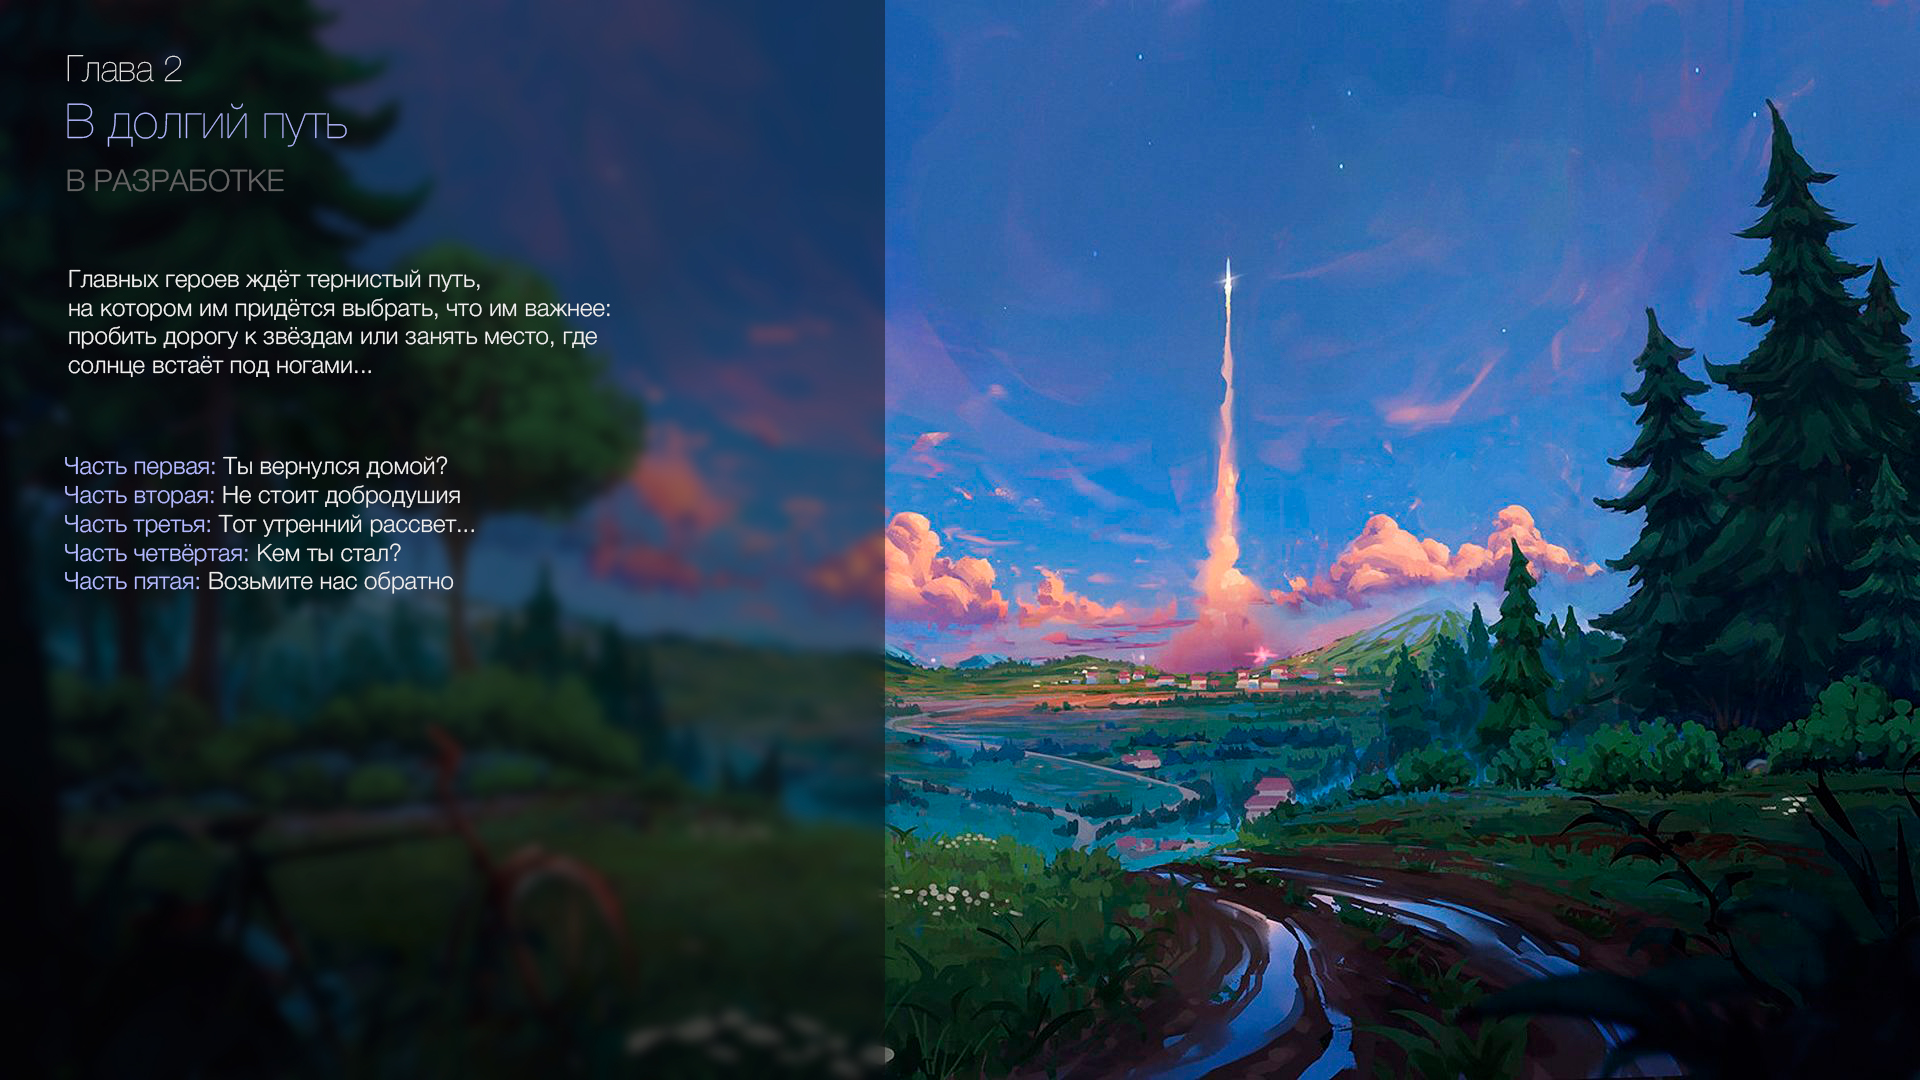 Глава 2
В долгий путь
В РАЗРАБОТКЕ
Главных героев ждёт тернистый путь,
на котором им придётся выбрать, что им важнее:
пробить дорогу к звёздам или занять место, где
солнце встаёт под ногами...
Часть первая: Ты вернулся домой?
Часть вторая: Не стоит добродушия
Часть третья: Тот утренний рассвет...
Часть четвёртая: Кем ты стал?
Часть пятая: Возьмите нас обратно